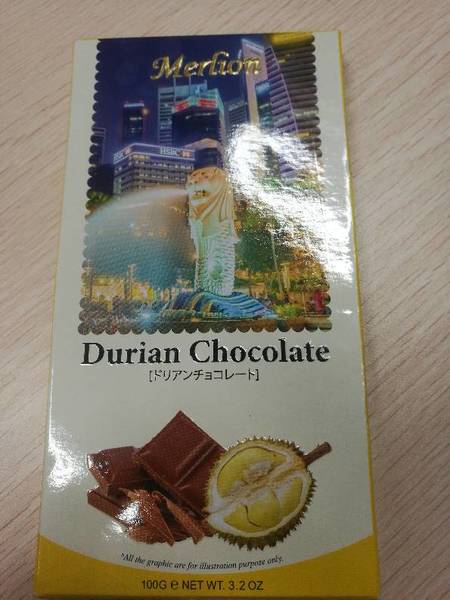 Merlion
HSBC
Durian Chocolate
[ドリアンチョコレート]
*All the graphic are for illustration purpose only.
100G e NET WT. 3.2 OZ